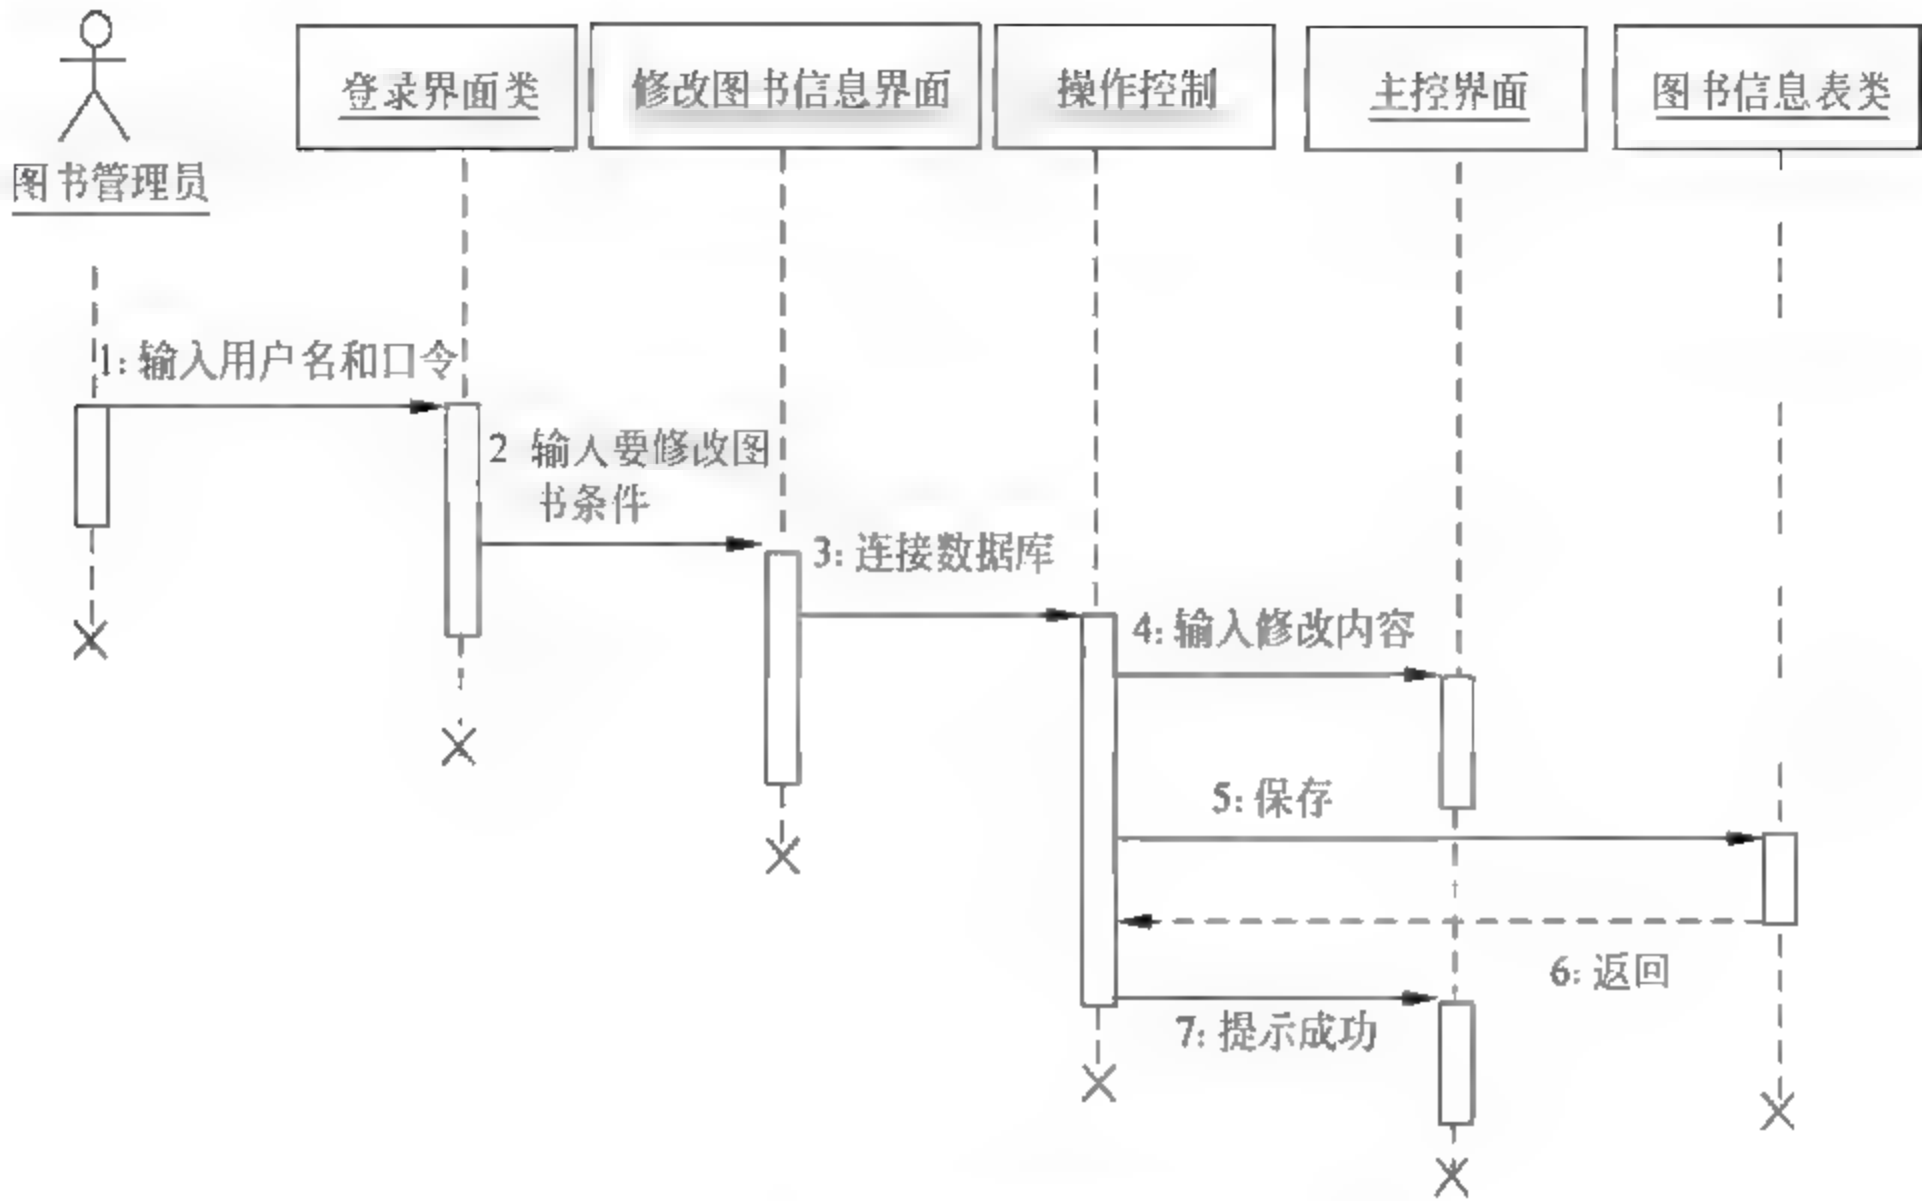 登录界面类
修改图书信息界面
操作控制
主控界面
图书信息表类
图书管理员
1: 输入用户名和口令
2 输入要修改图
书条件
3: 连接数据库
4: 输入修改内容
5: 保存
6: 返回
7: 提示成功